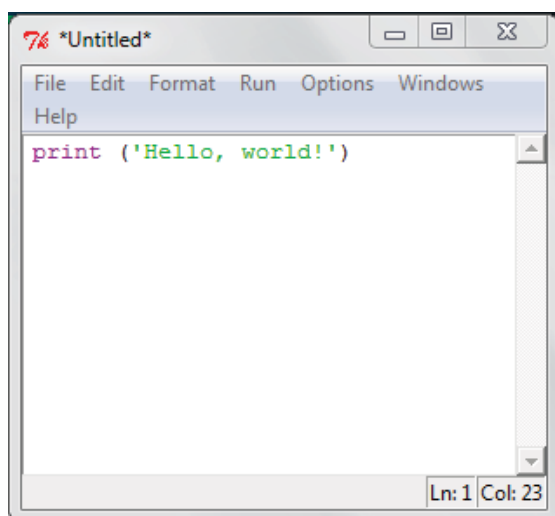 *Untitled*
File Edit Format Run Options Windows
Help
print ('Hello, world!')
Ln: 1 Col: 23